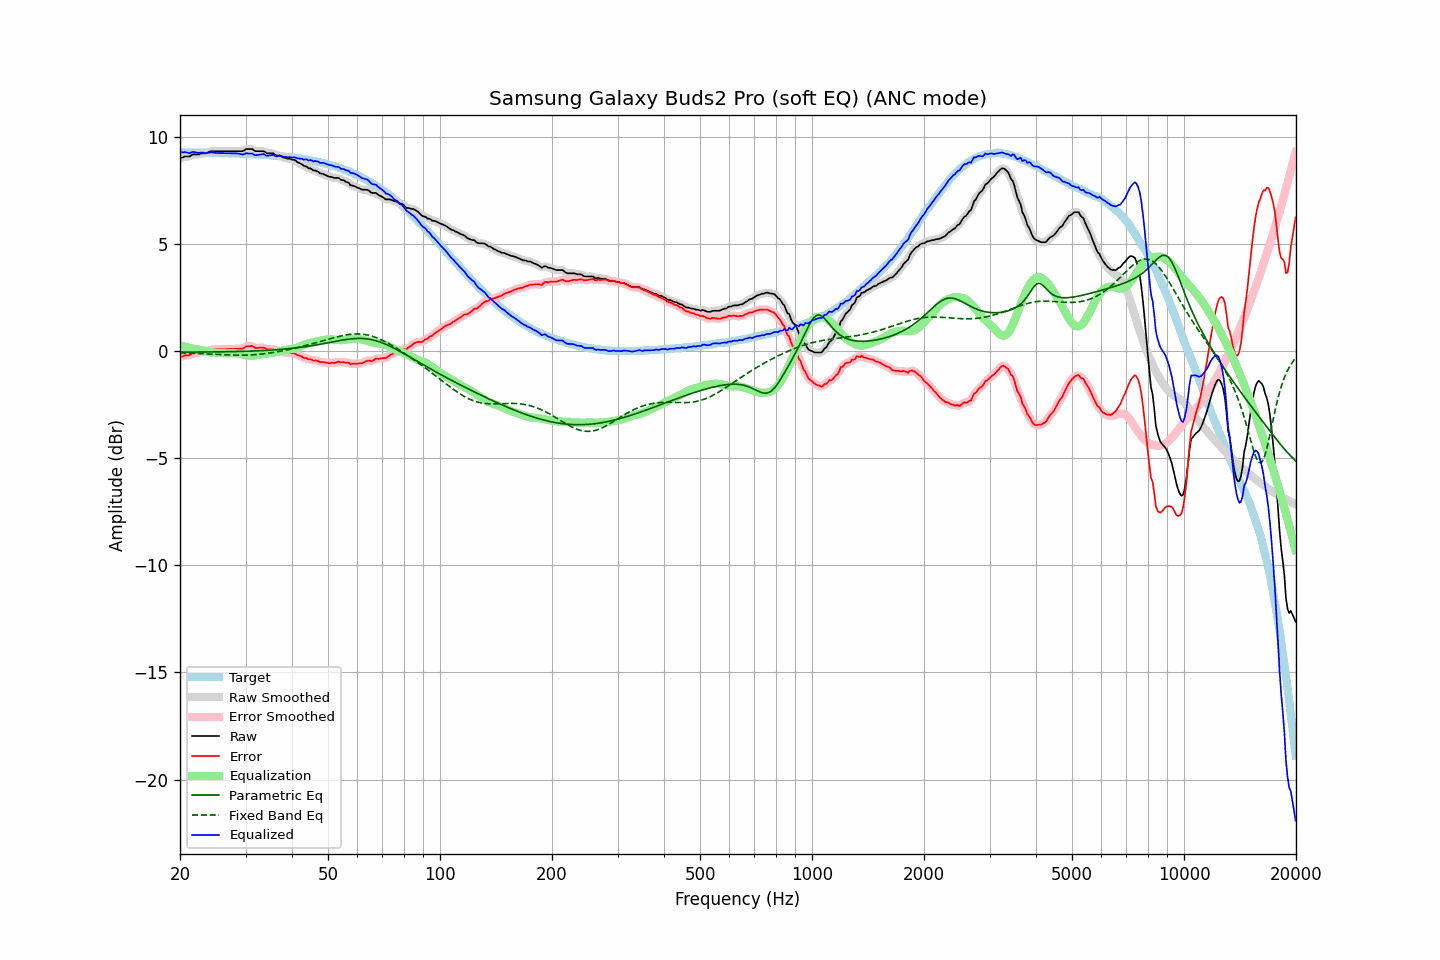 Samsung Galaxy Buds2 Pro (soft EQ) (ANC mode)
Amplitude (dBr)
10
5
0
−5
−10
−15
−20
Target
Raw Smoothed
Error Smoothed
Raw
Error
Equalization
Parametric Eq
Fixed Band Eq
Equalized
20 50 100 200 500 1000 2000 5000 10000 20000
Frequency (Hz)